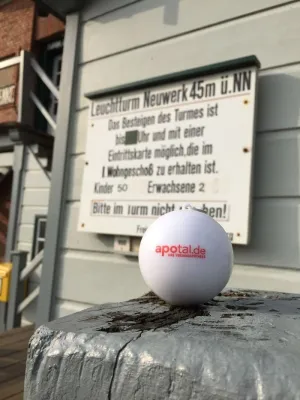 Leuchtturm Neuwerk 45m ü.NN
Das Besteigen des Turmes ist
bis Uhr und mit einer
Eintrittskarte möglich,die im
Wohngeschoß zu erhalten ist.
Kinder 50 Erwachsene 2
Bitte im Turm nicht
apotal.de